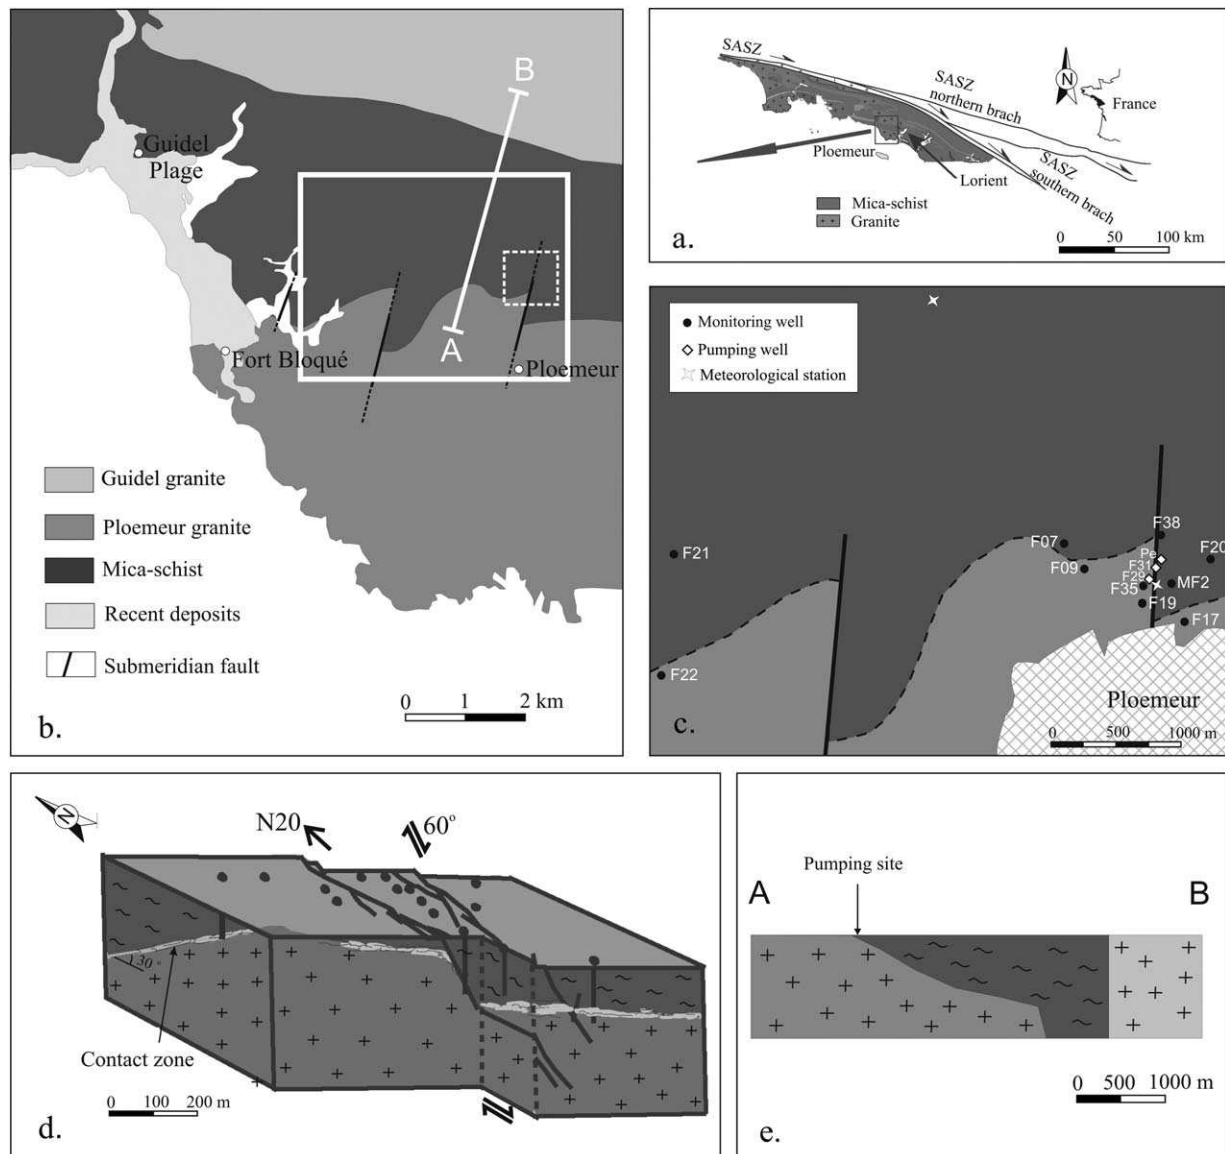 B
Guidel
Plage
A
Fort Bloqué
Ploemeur
Guidel granite
Ploemeur granite
Mica-schist
Recent deposits
Submeridian fault
0 1 2 km
b.
SASZ
SASZ
northern brach
N
France
Ploemeur
Lorient
SASZ
southern brach
Mica-schist
Granite
0 50 100 km
a.
Monitoring well
Pumping well
Meteorological station
F38
F07
F21
Pe
F20
F09
F31
F29
F35
MF2
F19
F17
F22
Ploemeur
0 500 1000 m
c.
N
N20
60°
30°
Contact zone
0 100 200 m
d.
Pumping site
A
B
0 500 1000 m
e.